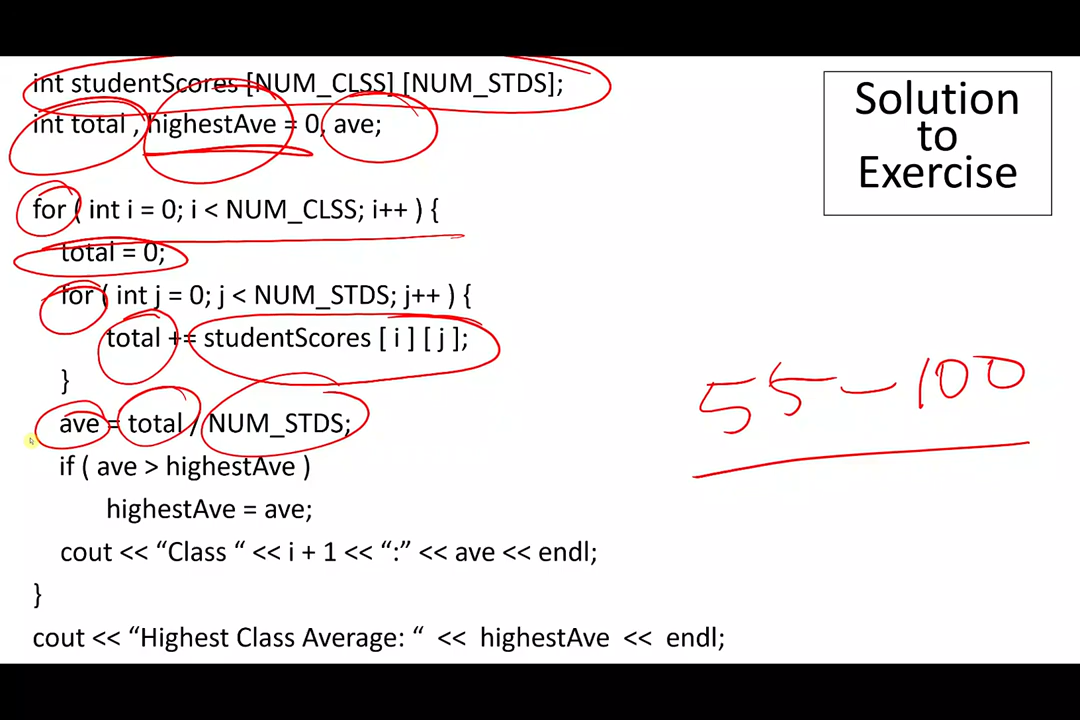 int studentScores [NUM_CLSS] [NUM_STDS];
int total , highestAve = 0, ave;
Solution
to
Exercise
for ( int i = 0; i < NUM_CLSS; i++ ) {
total = 0;
for ( int j = 0; j < NUM_STDS; j++ ) {
total += studentScores [ i ] [ j ];
}
55-100
ave = total / NUM_STDS;
if ( ave > highestAve )
highestAve = ave;
cout << “Class “ << i + 1 << “:” << ave << endl;
}
cout << “Highest Class Average: “ << highestAve << endl;